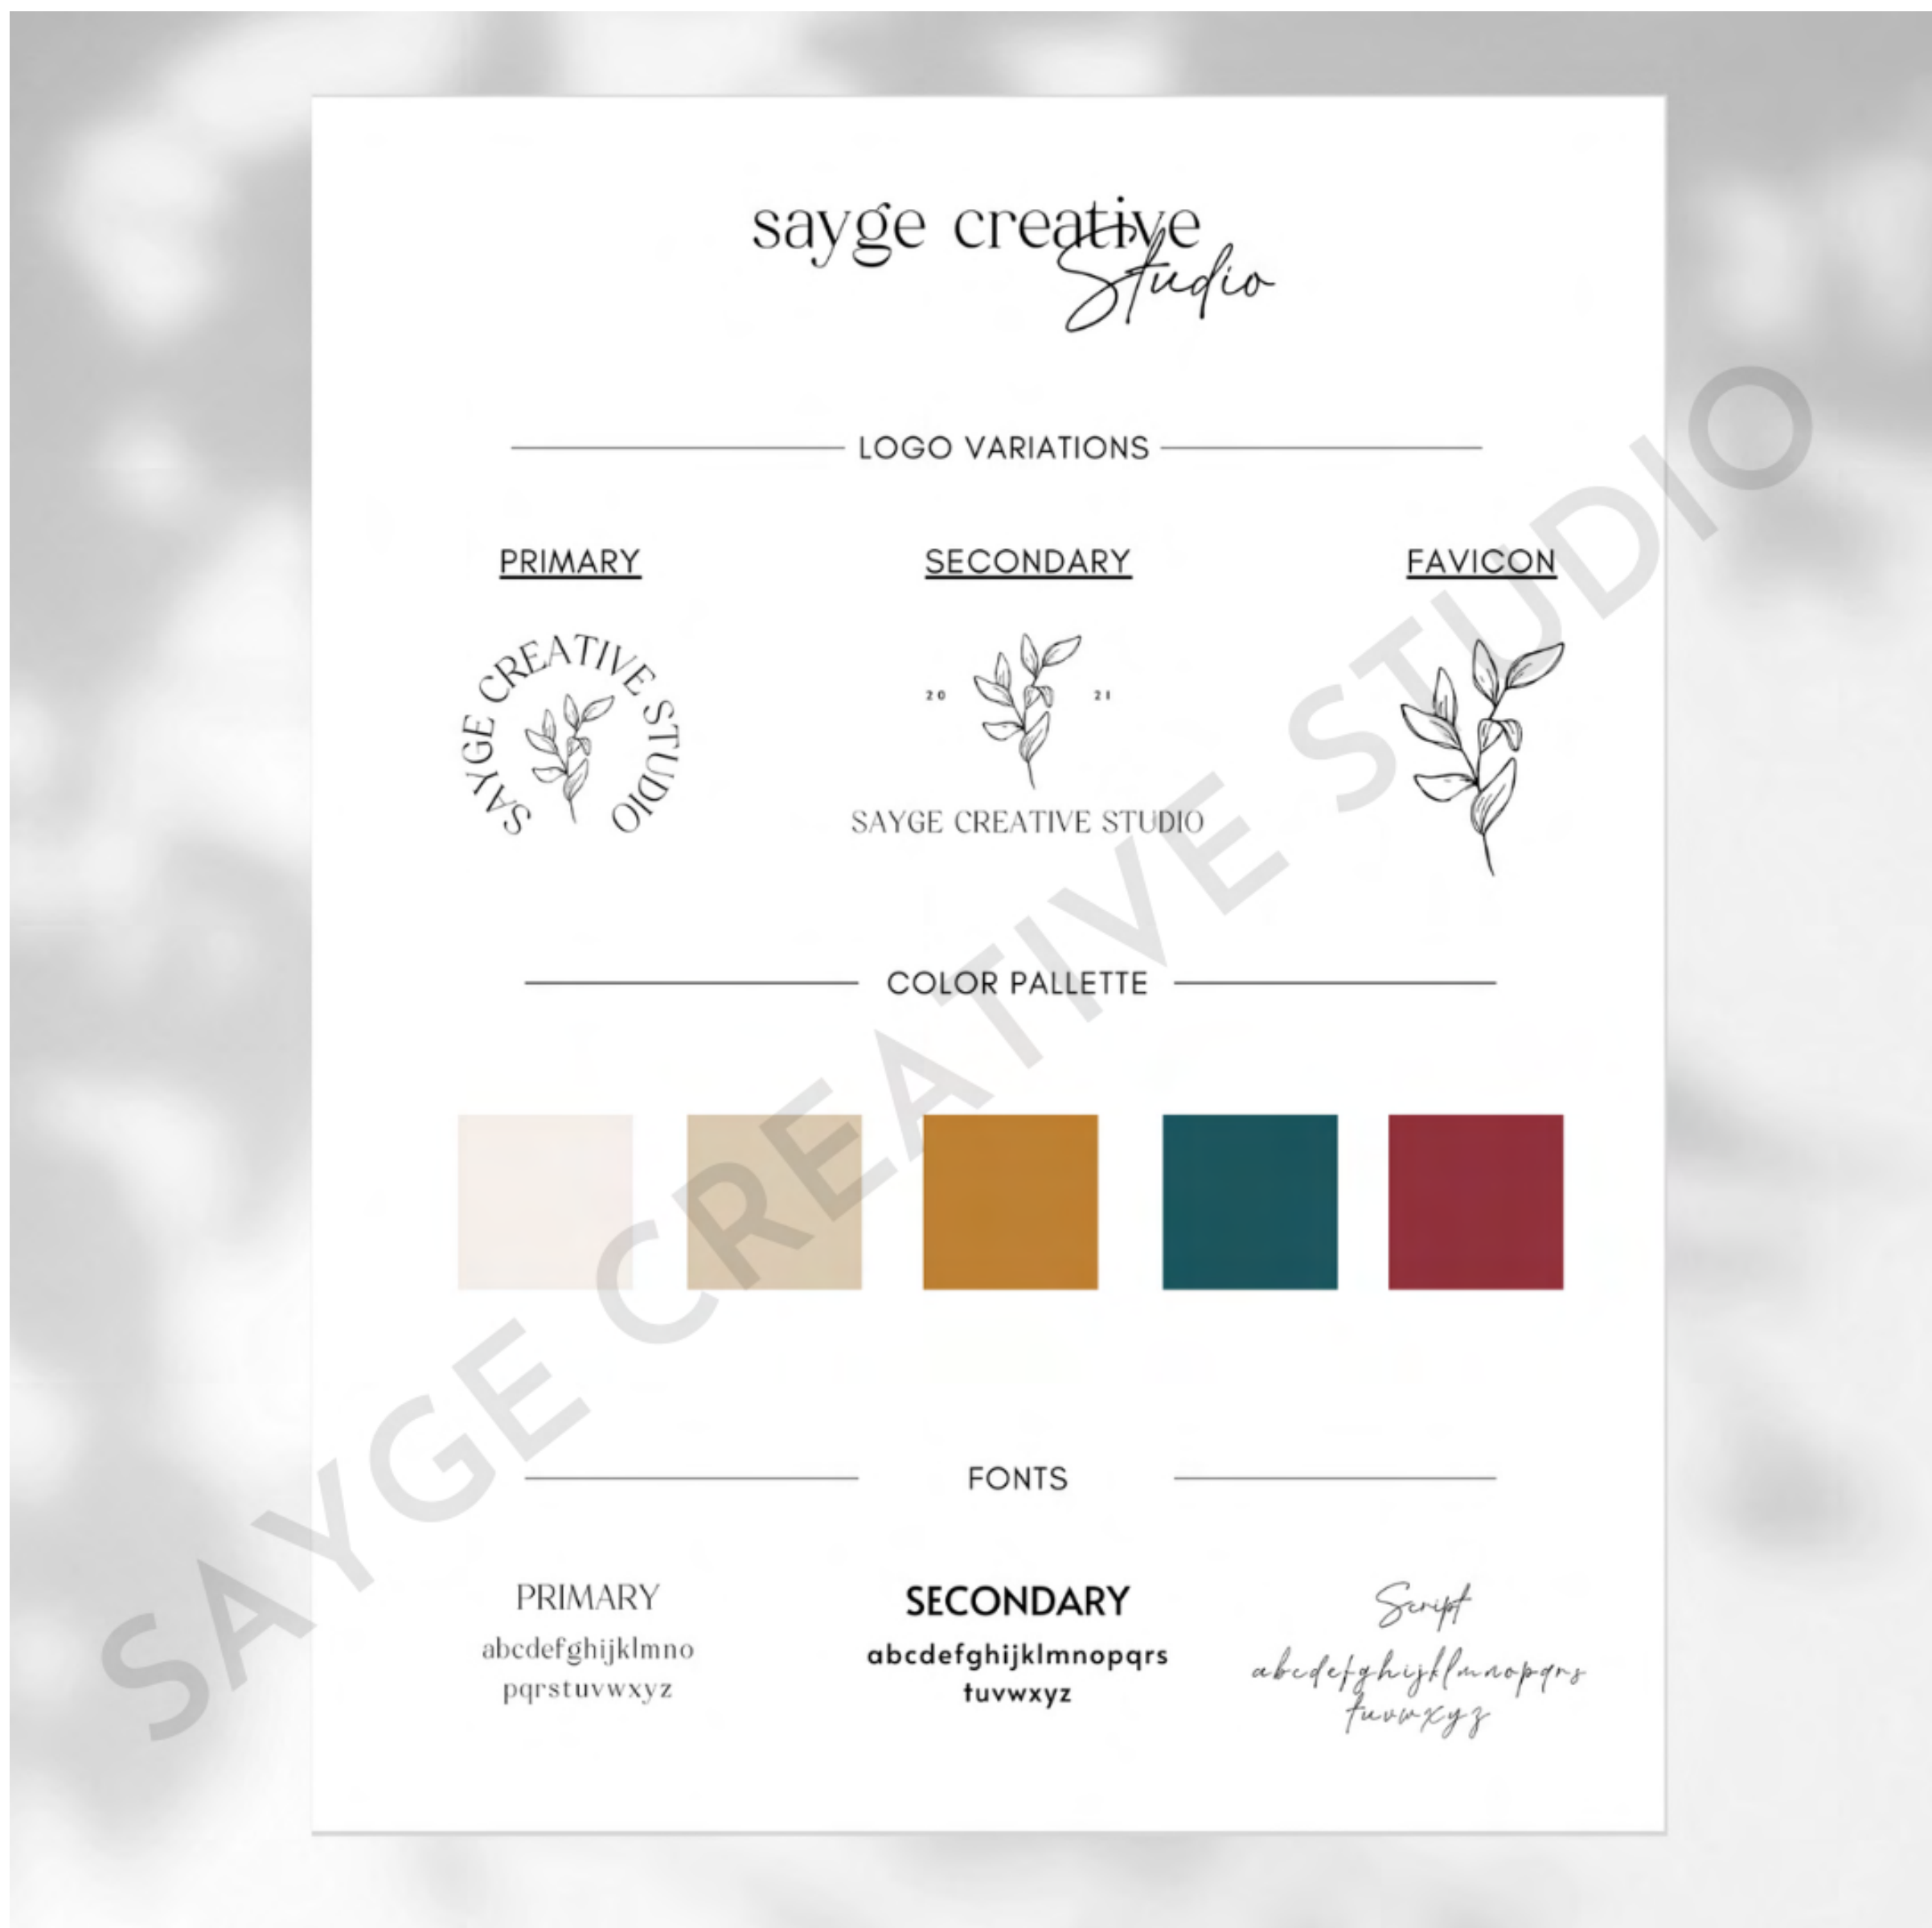 sayge creative
Studio
LOGO VARIATIONS
PRIMARY
SECONDARY
FAVICON
SAYGE CREATIVE STUDIO
20
21
SAYGE CREATIVE STUDIO
COLOR PALLETTE
FONTS
PRIMARY
abcdefghijklmno
pqrstuvwxyz
SECONDARY
abcdefghijklmnopqrs
tuvwxyz
Script
abcdefghijklmnopqrs
tuvwxyz
SAYGE CREATIVE STUDIO